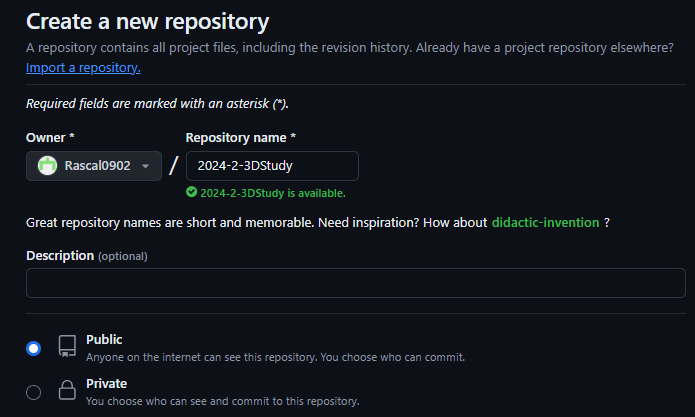 Create a new repository
A repository contains all project files, including the revision history. Already have a project repository elsewhere?
Import a repository.
Required fields are marked with an asterisk (*).
Owner *
Repository name *
Rascal0902
/
2024-2-3DStudy
2024-2-3DStudy is available.
Great repository names are short and memorable. Need inspiration? How about didactic-invention ?
Description (optional)
Public
Anyone on the internet can see this repository. You choose who can commit.
Private
You choose who can see and commit to this repository.